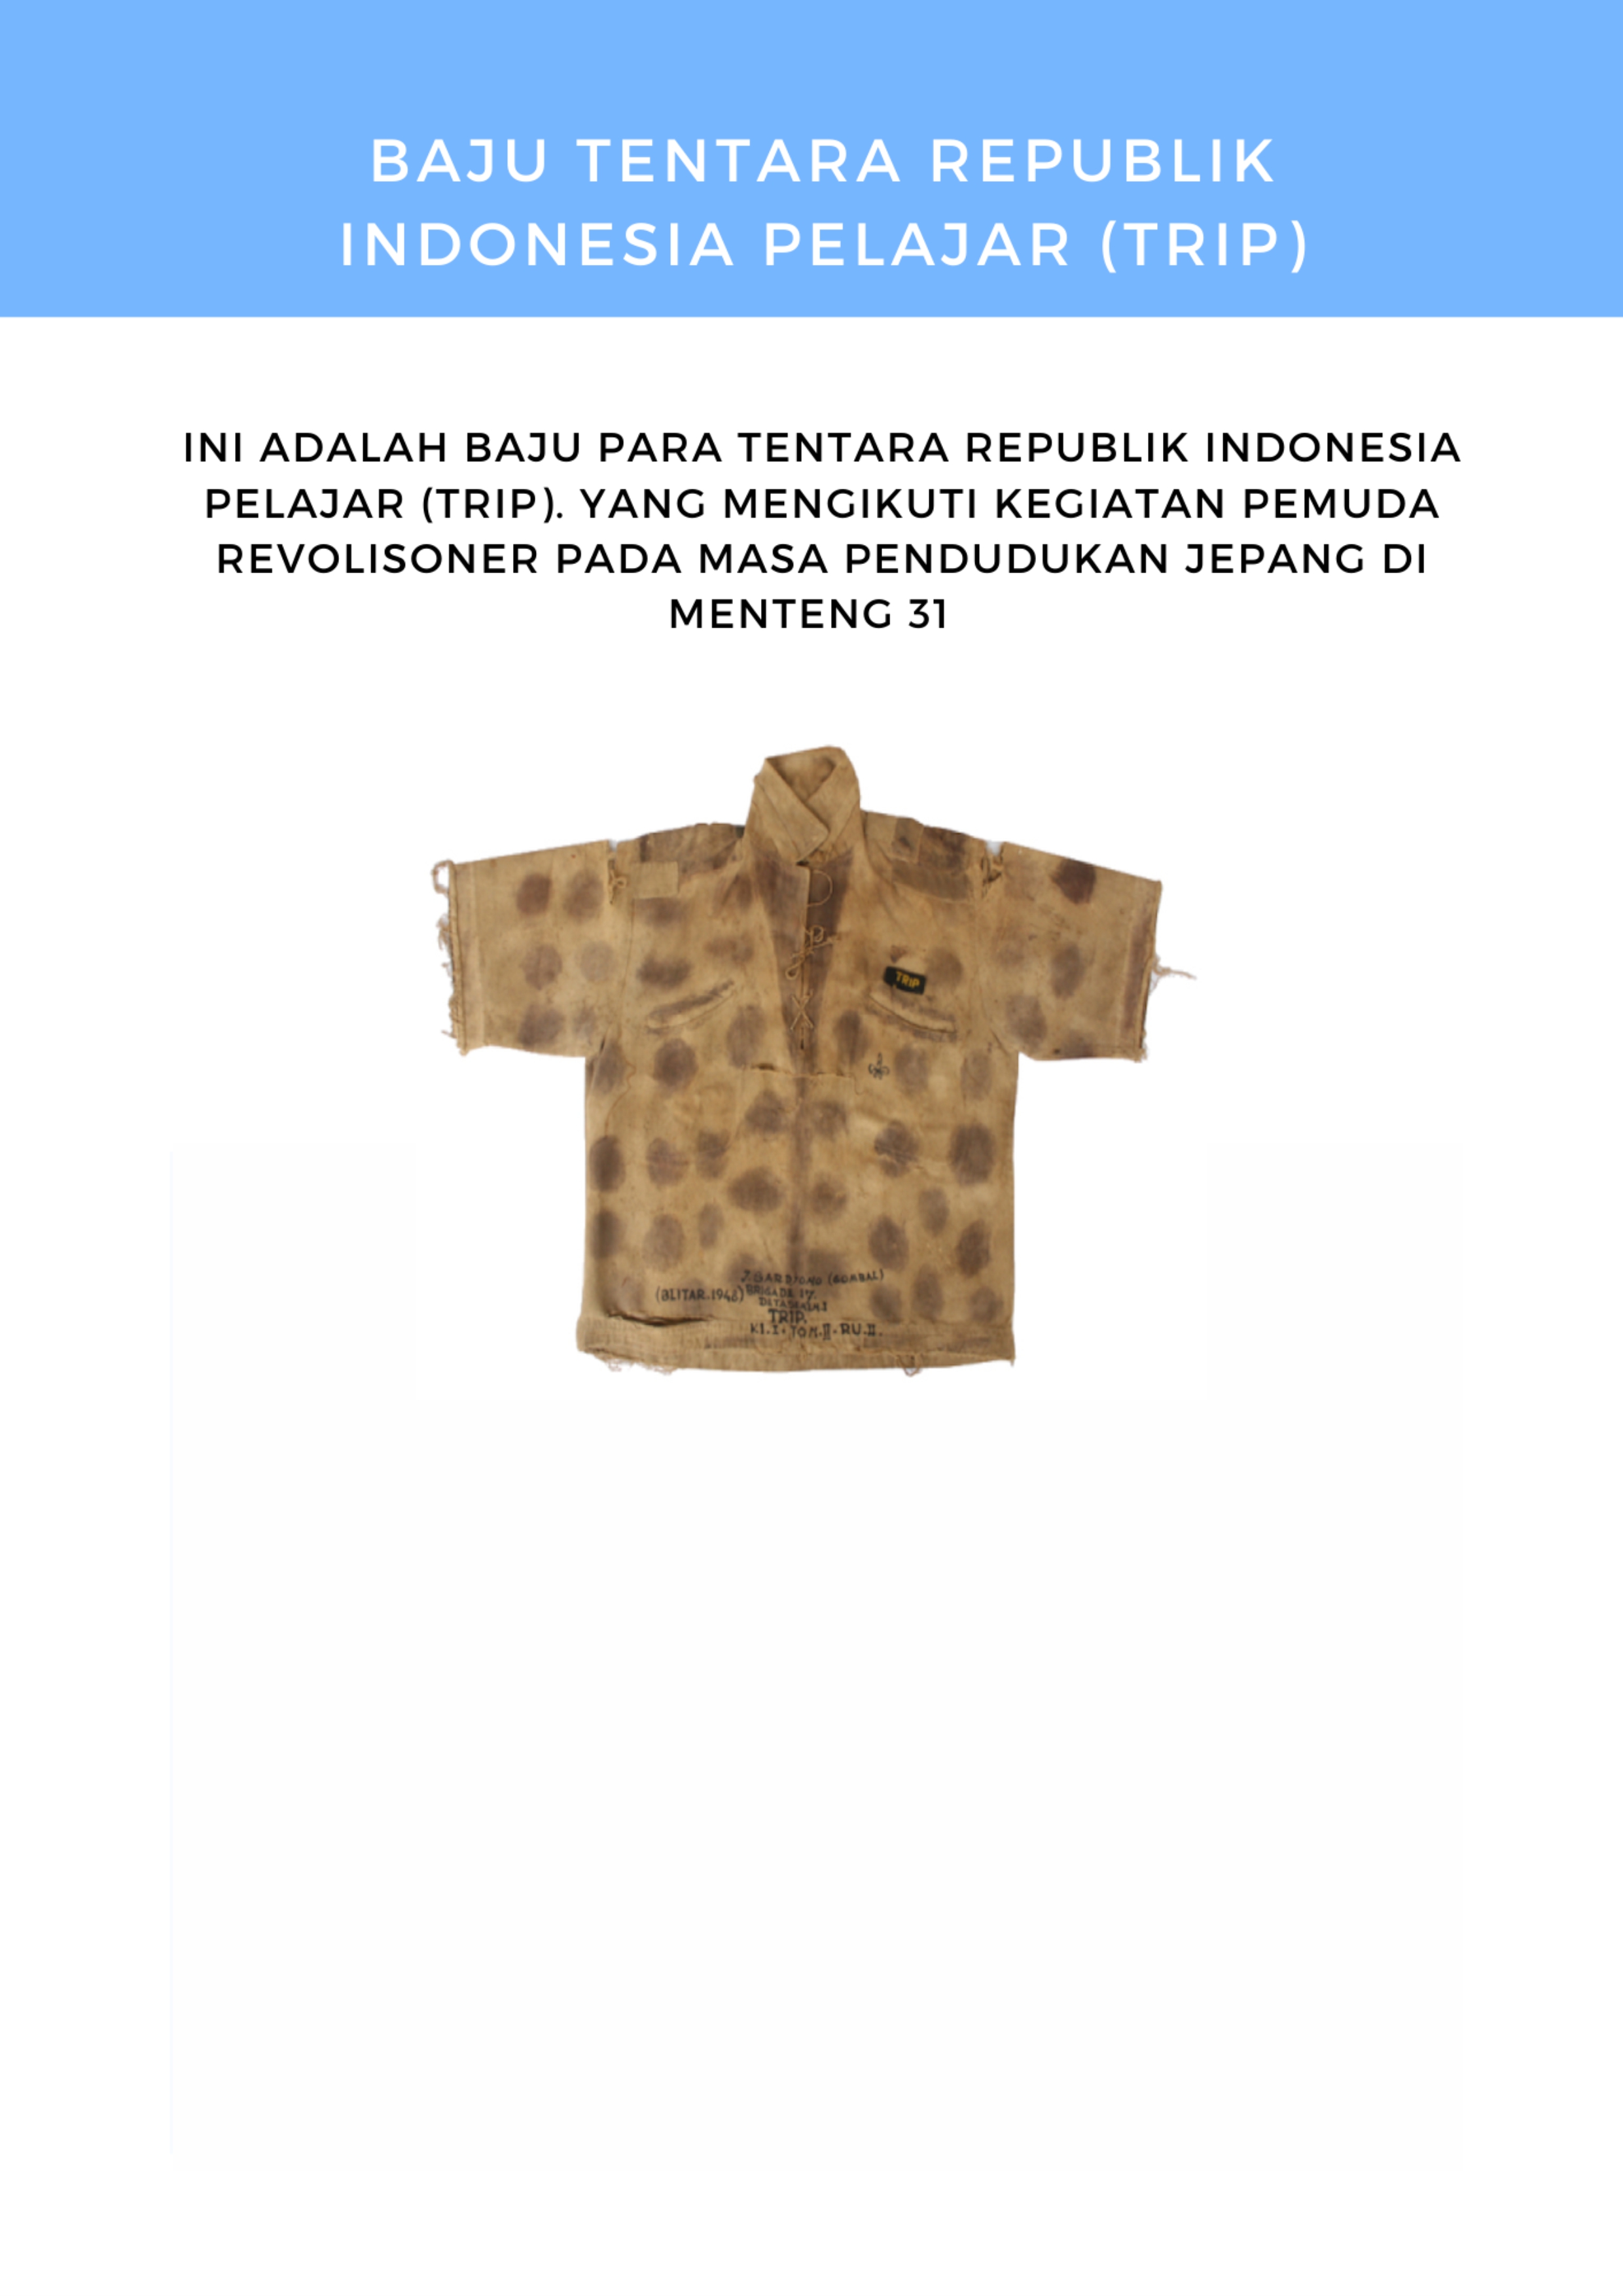 BAJU TENTARA REPUBLIK
INDONESIA PELAJAR (TRIP)
INI ADALAH BAJU PARA TENTARA REPUBLIK INDONESIA
PELAJAR (TRIP). YANG MENGIKUTI KEGIATAN PEMUDA
REVOLISONER PADA MASA PENDUDUKAN JEPANG DI
MENTENG 31
TRIP
J. SARDJONO (GOMBAL)
(BLITAR. 1948) BRIGADE 17.
TRIP.
KI.I. TON.II. RU.II.